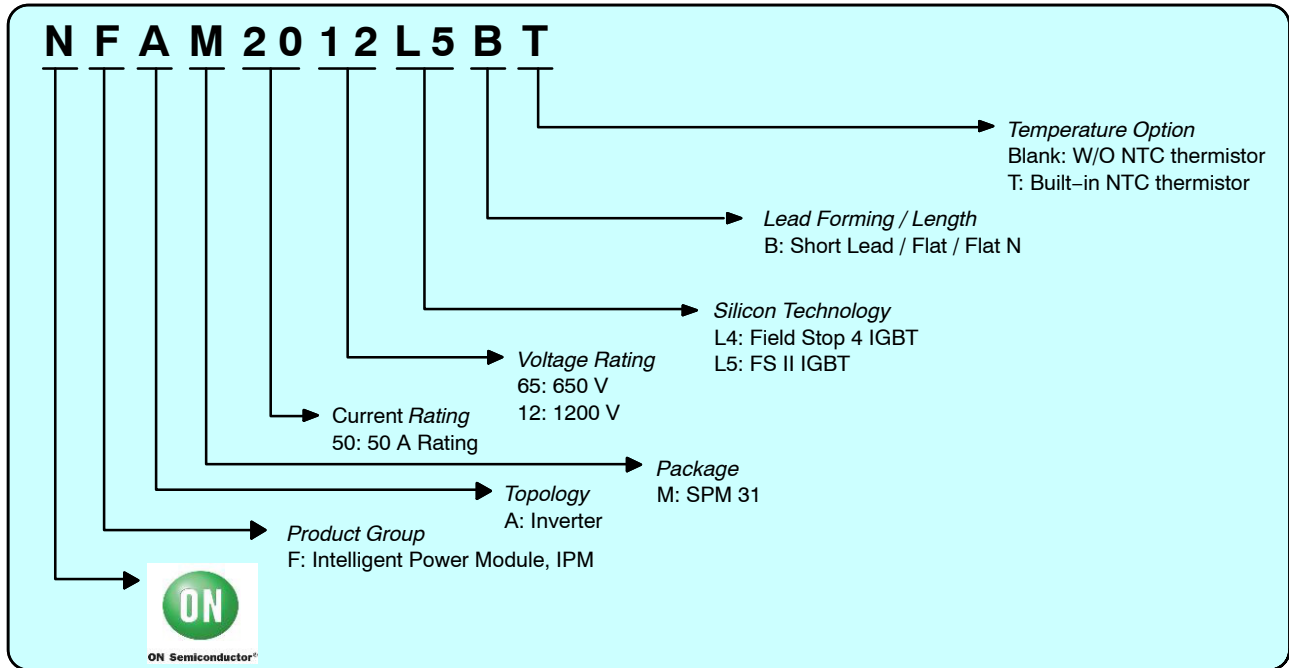 N F A M 2 0 1 2 L 5 B T
Temperature Option
Blank: W/O NTC thermistor
T: Built−in NTC thermistor
Lead Forming / Length
B: Short Lead / Flat / Flat N
Silicon Technology
L4: Field Stop 4 IGBT
L5: FS II IGBT
Voltage Rating
65: 650 V
12: 1200 V
Current Rating
50: 50 A Rating
Package
M: SPM 31
Topology
A: Inverter
Product Group
F: Intelligent Power Module, IPM
ON
ON Semiconductor®